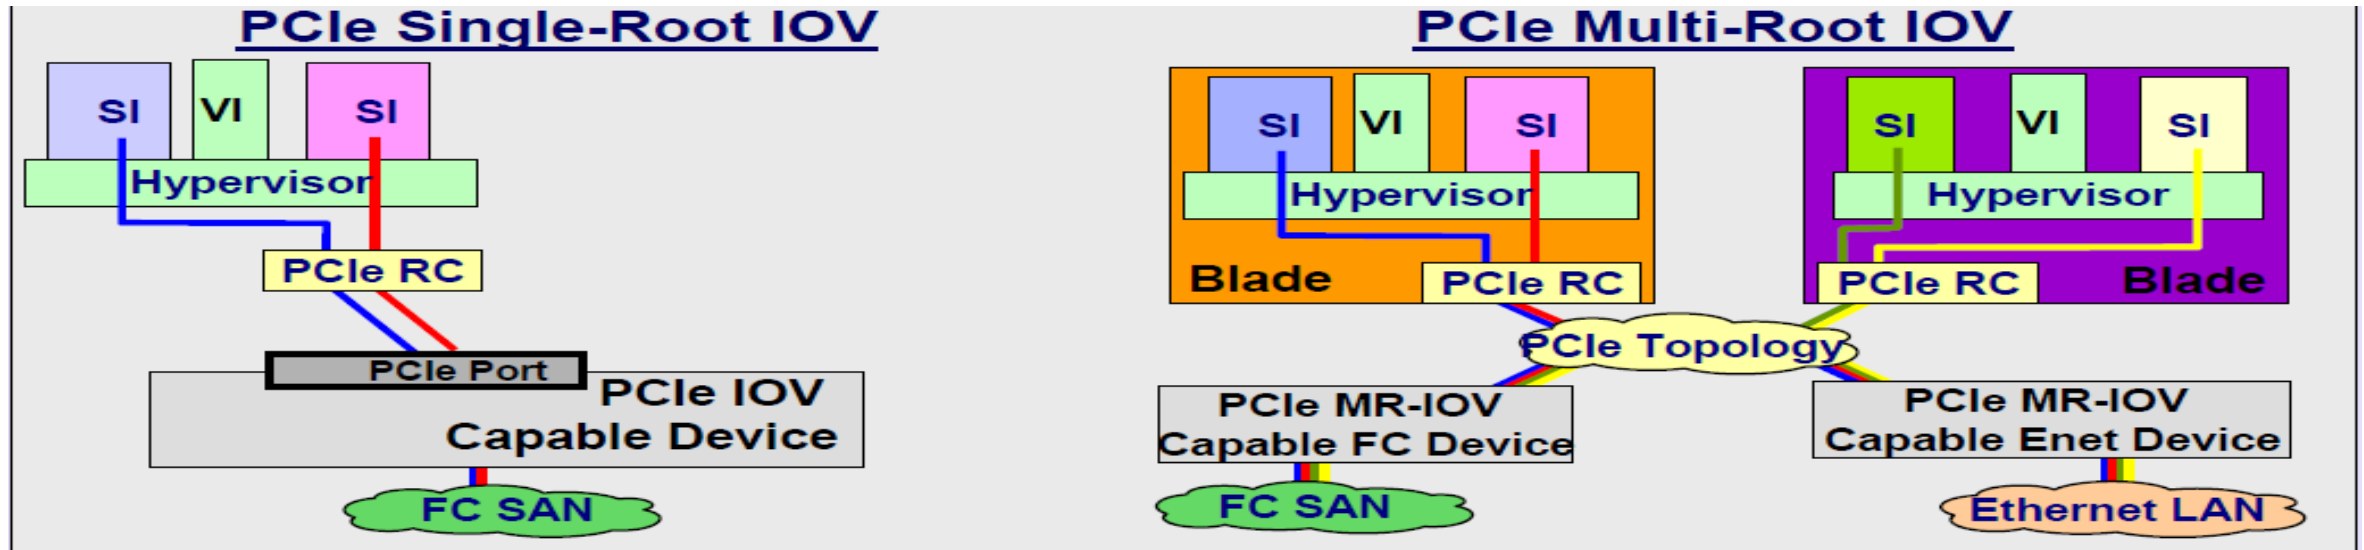 PCIe Single-Root IOV
SI VI SI
Hypervisor
PCIe RC
PCIe Port
PCIe IOV
Capable Device
FC SAN
PCIe Multi-Root IOV
SI VI SI
Hypervisor
Blade PCIe RC
SI VI SI
Hypervisor
PCIe RC Blade
PCIe Topology
PCIe MR-IOV
Capable FC Device
FC SAN
PCIe MR-IOV
Capable Enet Device
Ethernet LAN